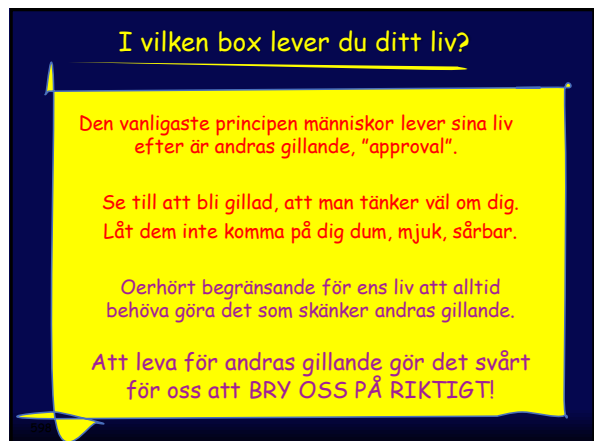 I vilken box lever du ditt liv?
Den vanligaste principen människor lever sina liv
efter är andras gillande, ”approval”.
Se till att bli gillad, att man tänker väl om dig.
Låt dem inte komma på dig dum, mjuk, sårbar.
Oerhört begränsande för ens liv att alltid
behöva göra det som skänker andras gillande.
Att leva för andras gillande gör det svårt
för oss att BRY OSS PÅ RIKTIGT!